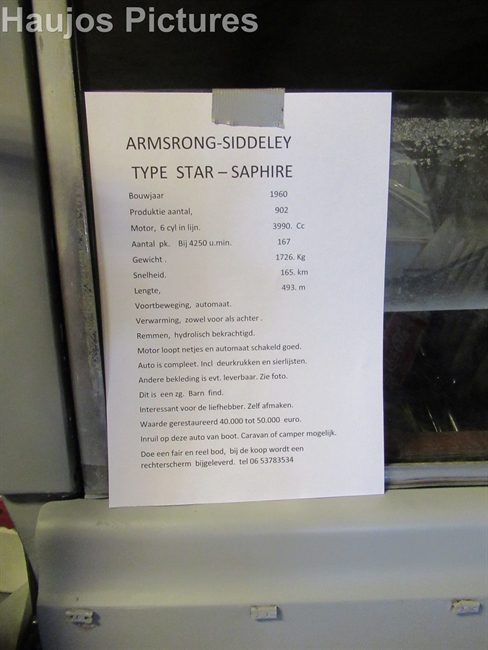 Haujos Pictures
ARMSRONG-SIDDELEY
TYPE STAR – SAPHIRE
Bouwjaar 1960
Produktie aantal, 902
Motor, 6 cyl in lijn. 3990. Cc
Aantal pk. Bij 4250 u.min. 167
Gewicht . 1726. Kg
Snelheid. 165. km
Lengte, 493. m
Voortbeweging, automaat.
Verwarming, zowel voor als achter .
Remmen, hydrolisch bekrachtigd.
Motor loopt netjes en automaat schakeld goed.
Auto is compleet. Incl deurkrukken en sierlijsten.
Andere bekleding is evt. leverbaar. Zie foto.
Dit is een zg. Barn find.
Interessant voor de liefhebber. Zelf afmaken.
Waarde gerestaureerd 40.000 tot 50.000 euro.
Inruil op deze auto van boot. Caravan of camper mogelijk.
Doe een fair en reel bod, bij de koop wordt een
rechterscherm bijgeleverd. tel 06 53783534